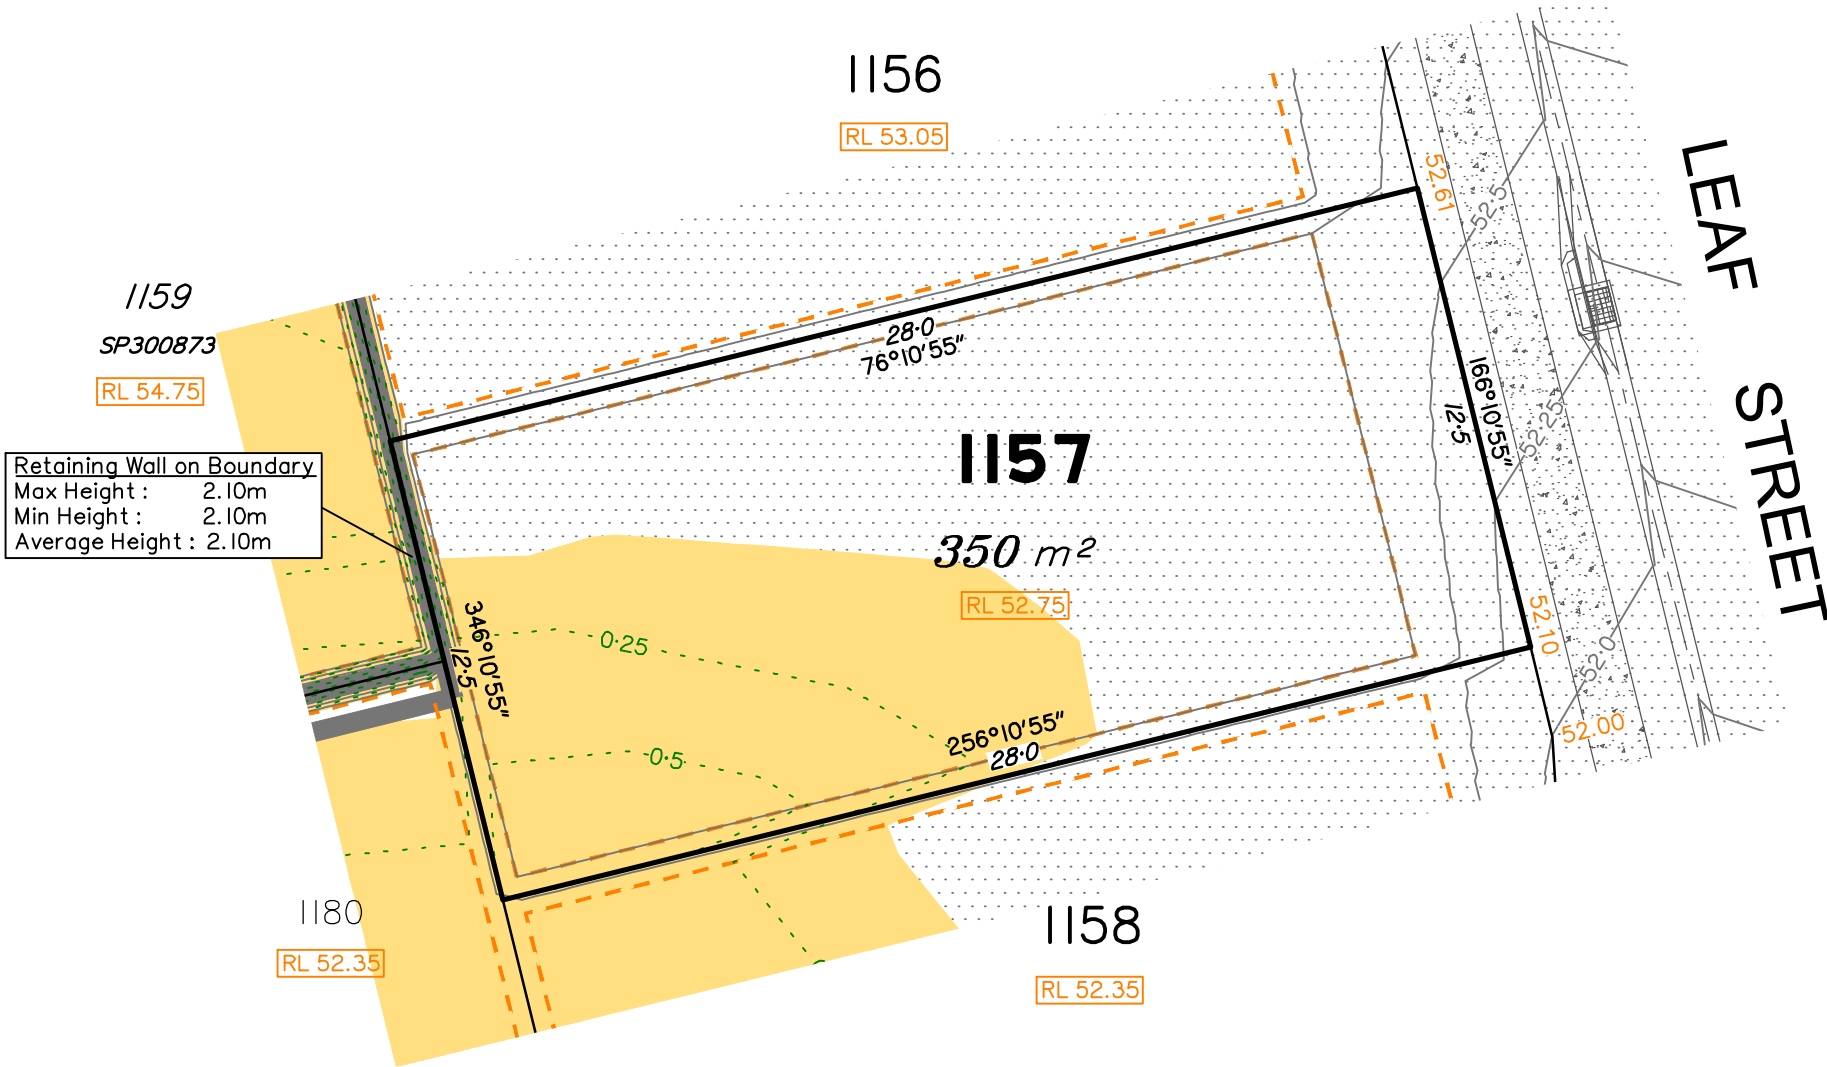 1156
RL 53.05
LEAF STREET
52.61
52.5
1159
SP300873
RL 54.75
28.0
76°10'55"
166°10'55"
12.5
52.25
1157
350 m²
RL 52.75
Retaining Wall on Boundary
Max Height : 2.10m
Min Height : 2.10m
Average Height : 2.10m
346°10'55"
12.5
0.25
52.10
52.0
52.00
256°10'55"
28.0
0.5
1180
RL 52.35
1158
RL 52.35